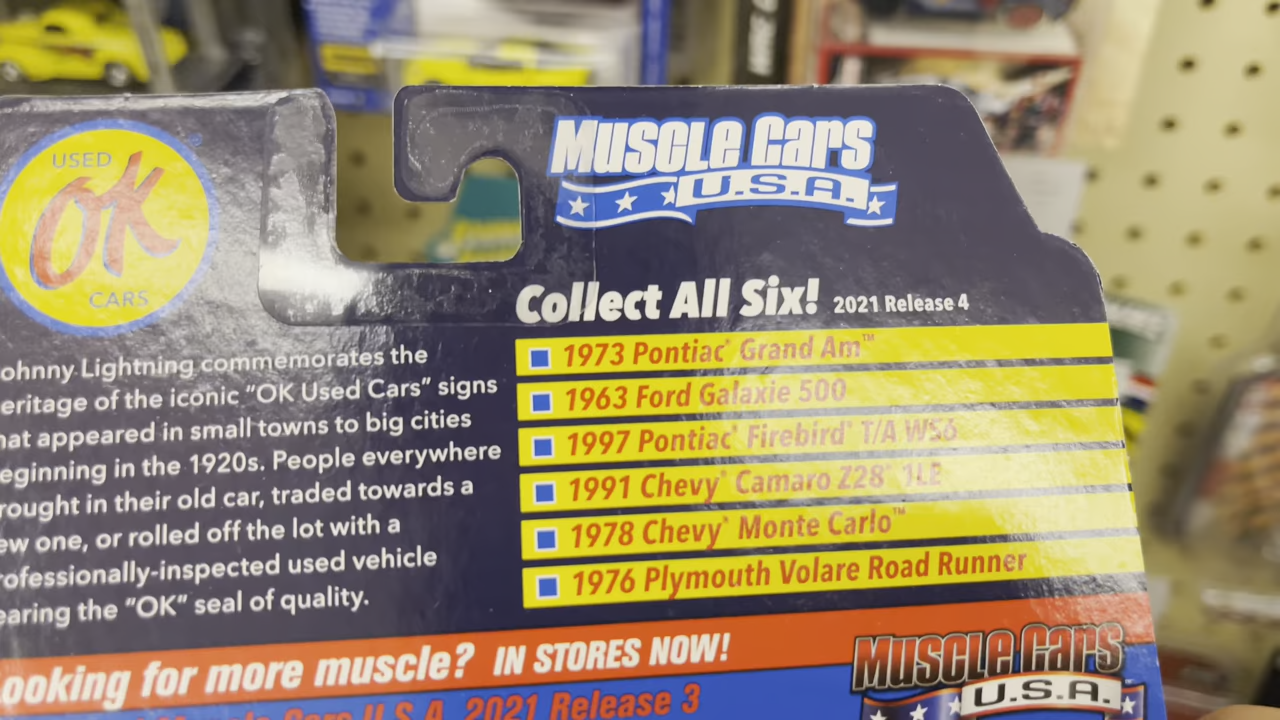 USED
OK
CARS
MUSCLE CARS
U.S.A.
Collect All Six! 2021 Release 4
1973 Pontiac® Grand Am™
1963 Ford Galaxie 500
1997 Pontiac® Firebird® T/A WS6
1991 Chevy® Camaro Z28® 1LE
1978 Chevy® Monte Carlo™
1976 Plymouth Volare Road Runner
ohnny Lightning commemorates the
eritage of the iconic "OK Used Cars" signs
hat appeared in small towns to big cities
eginning in the 1920s. People everywhere
rought in their old car, traded towards a
ew one, or rolled off the lot with a
rofessionally-inspected used vehicle
earing the "OK" seal of quality.
ooking for more muscle? IN STORES NOW!
Muscle Cars U.S.A. 2021 Release 3
MUSCLE CARS
U.S.A.